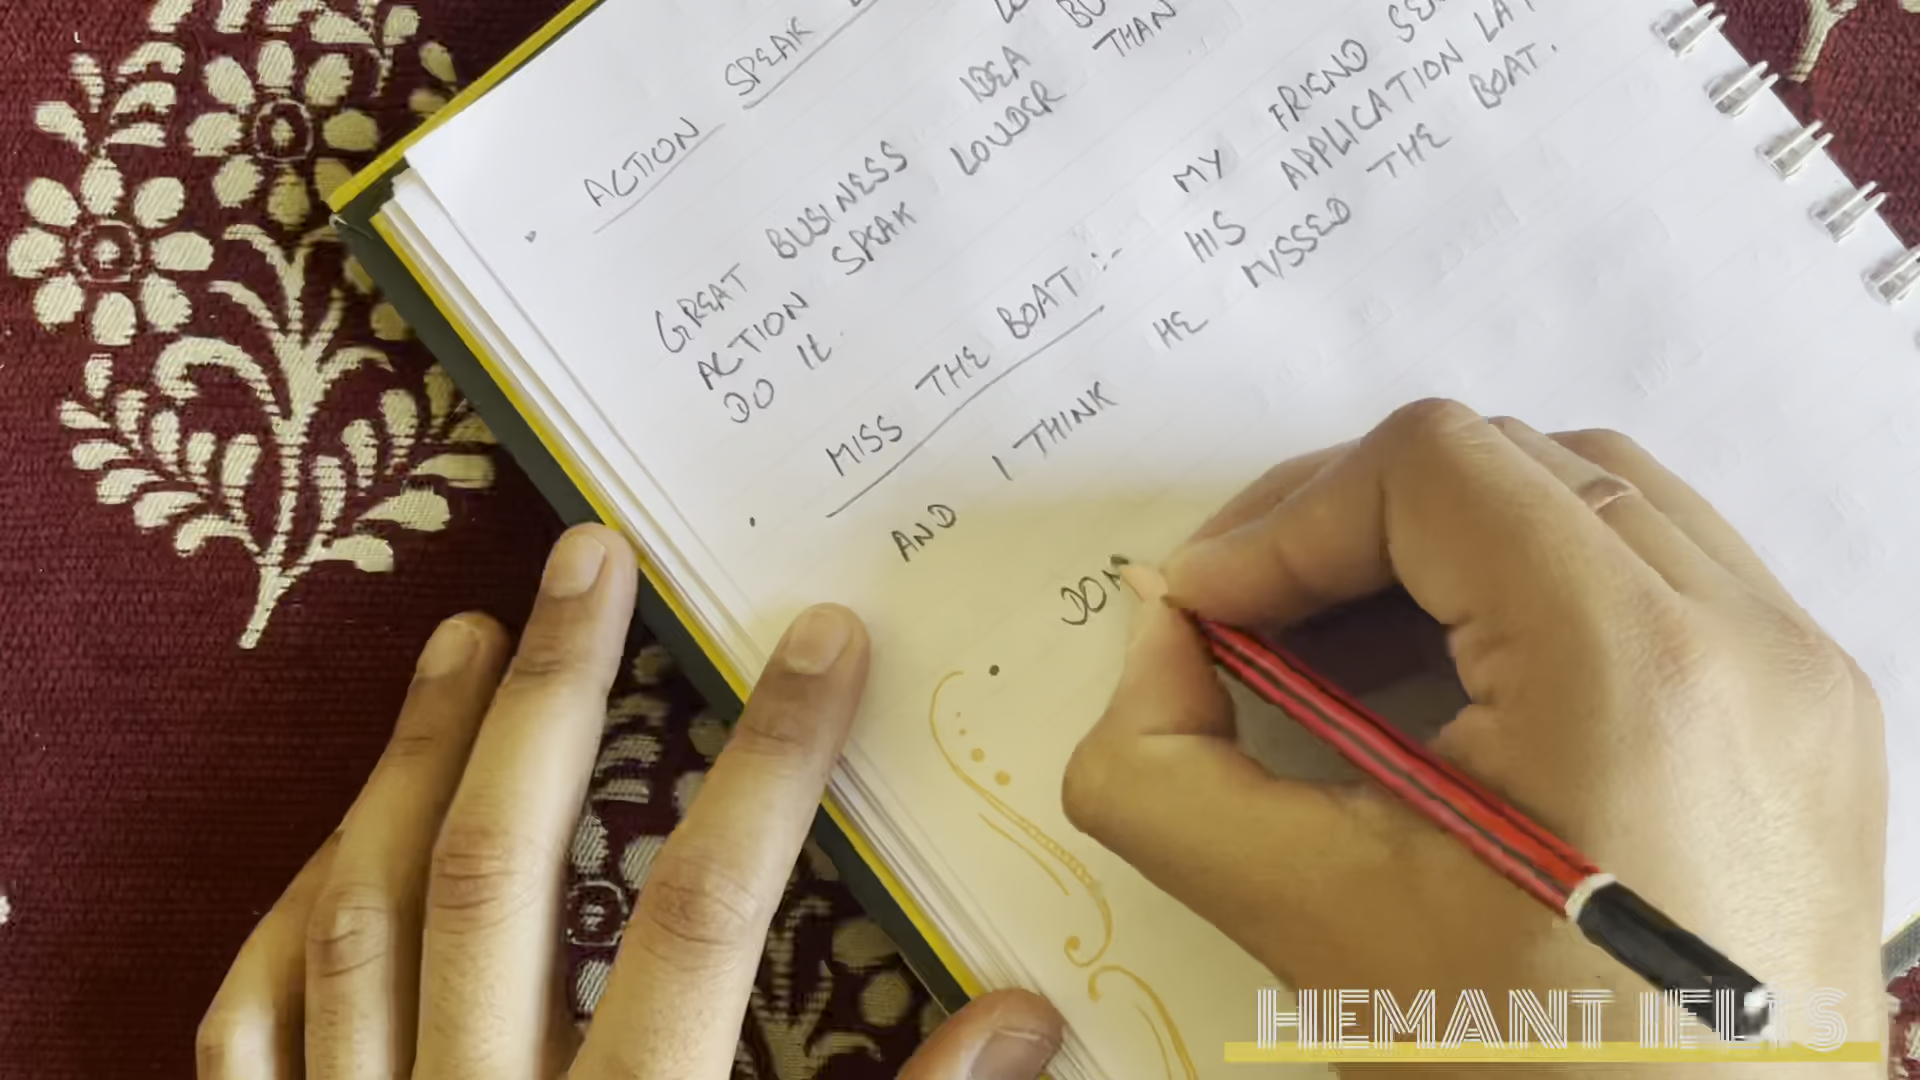 ACTION SPEAK
GREAT BUSINESS IDEA
ACTION SPEAK LOUDER THAN
DO It.
MISS THE BOAT :- MY FRIEND
HIS APPLICATION
AND I THINK HE MISSED THE BOAT.
DON
HEMANT IELTS